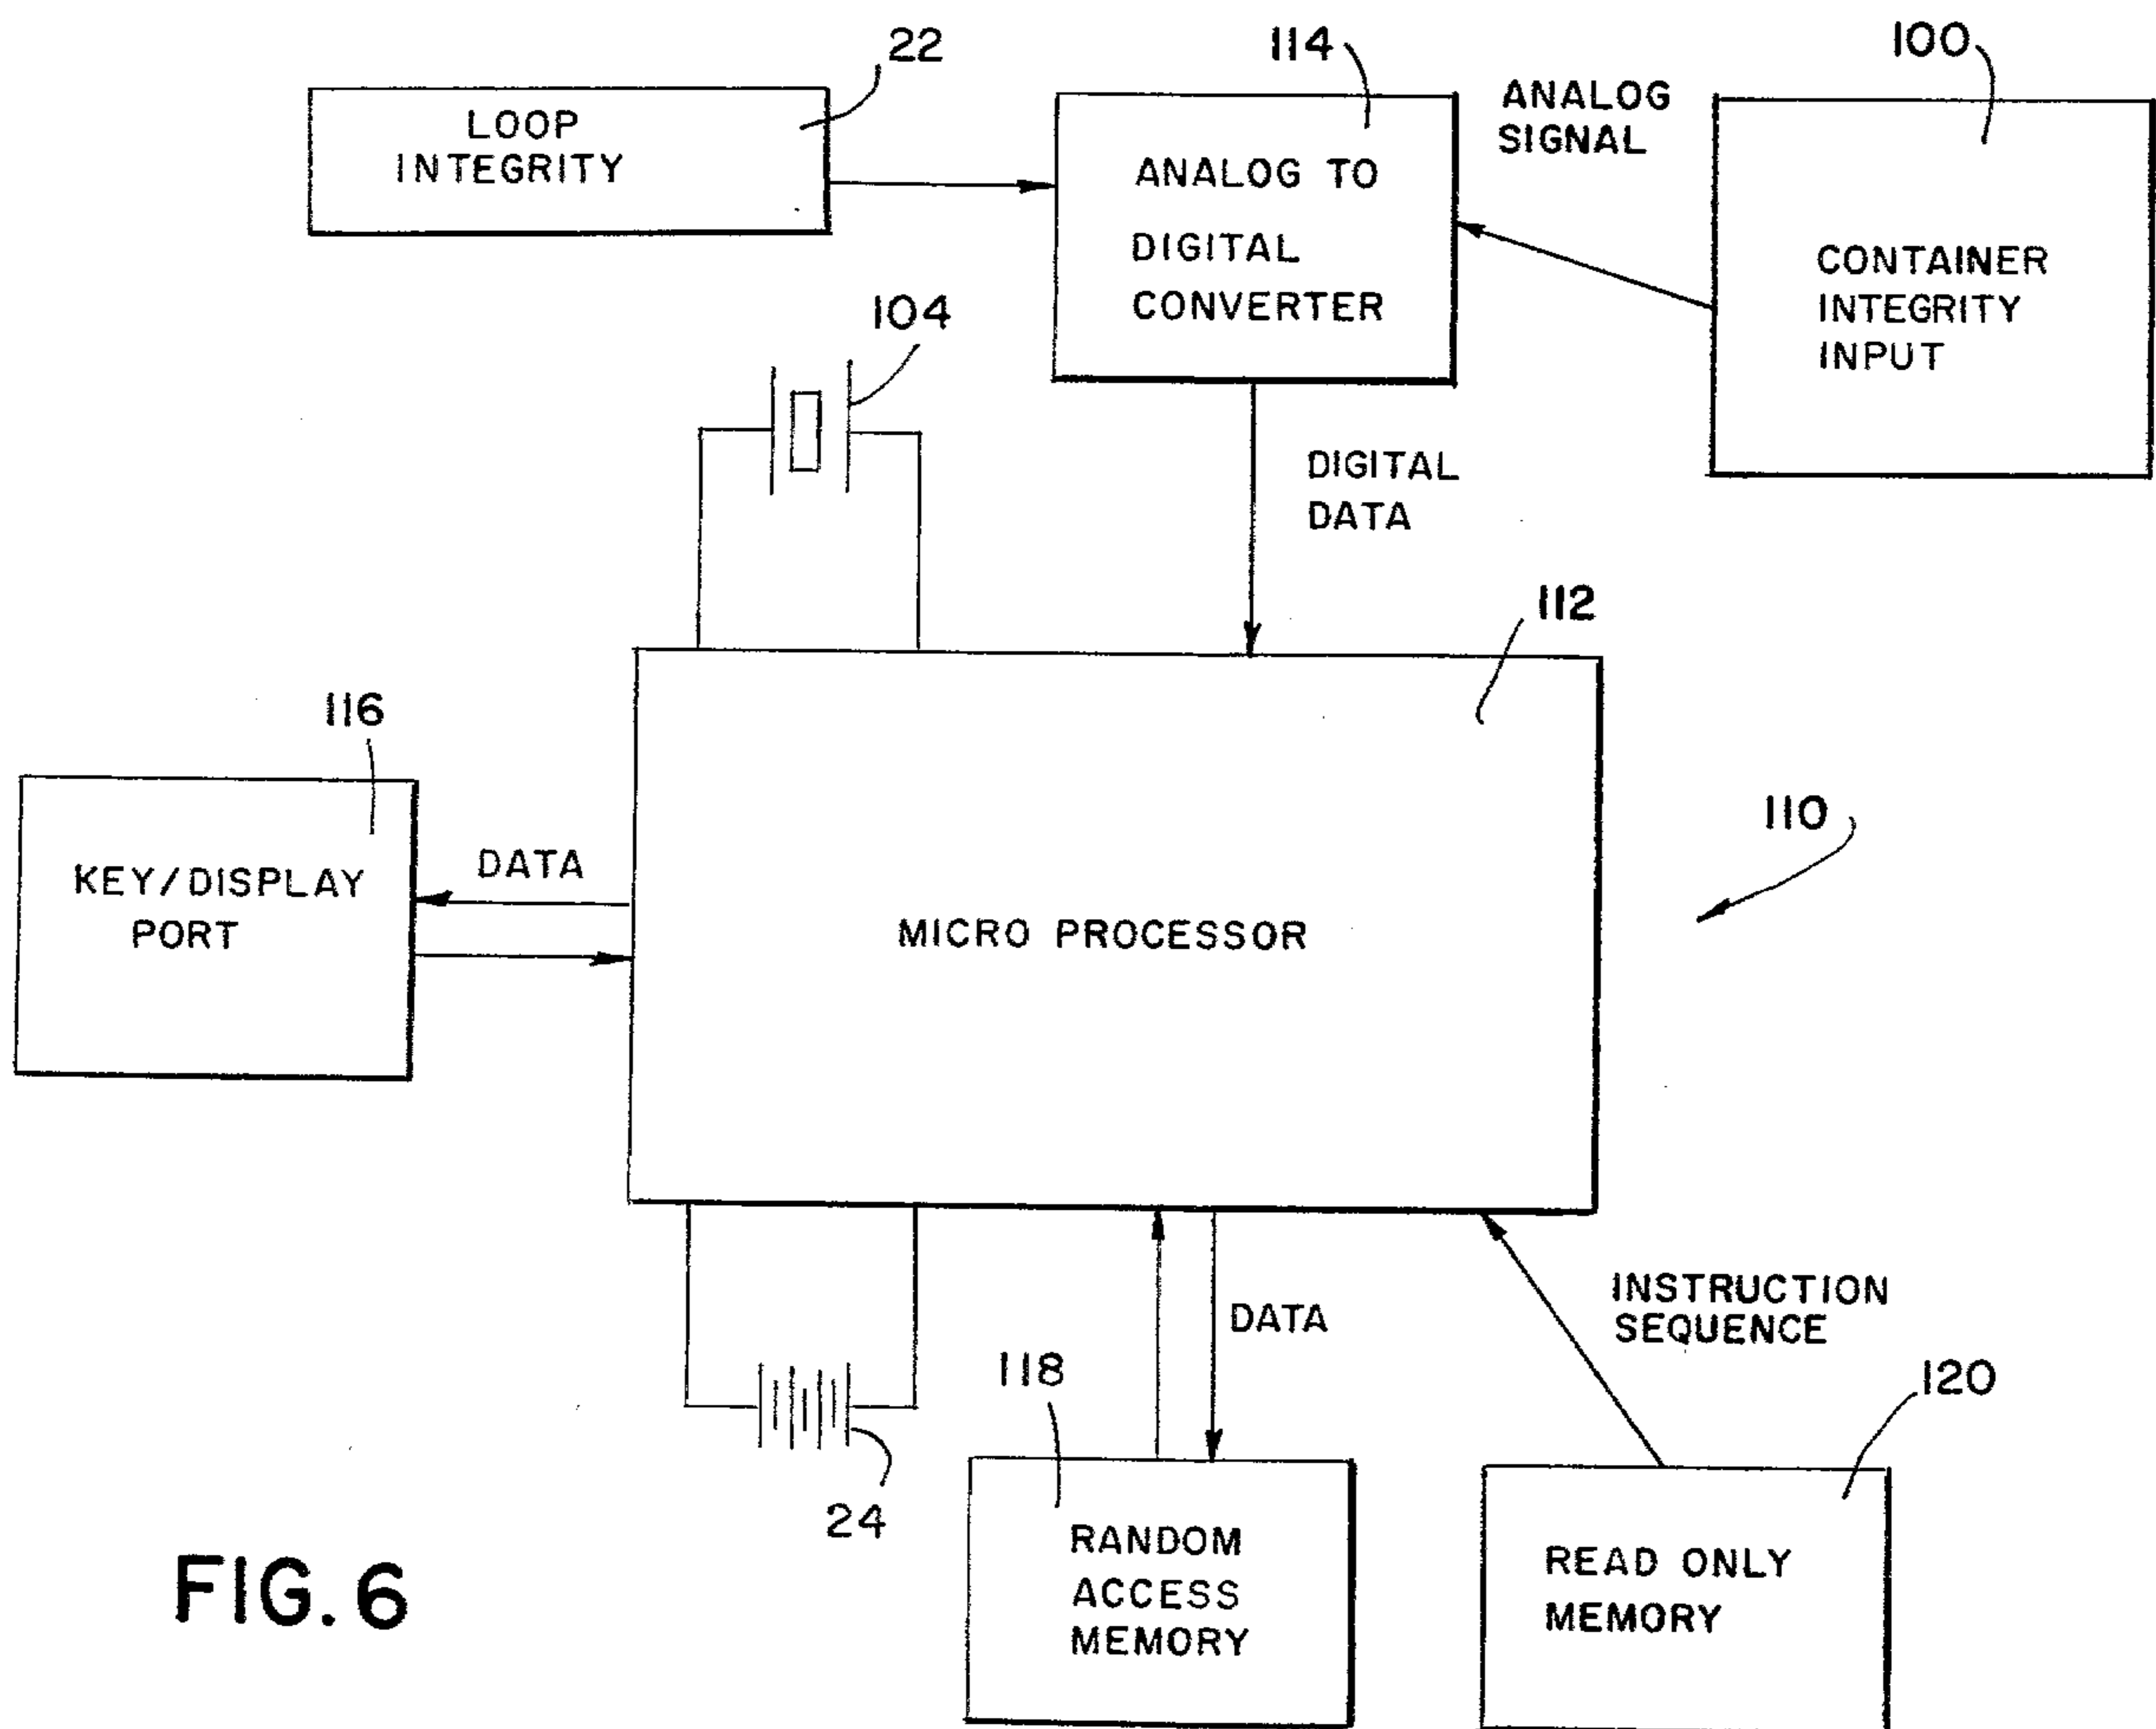 22
LOOP
INTEGRITY
114
ANALOG TO
DIGITAL
CONVERTER
ANALOG
SIGNAL
100
CONTAINER
INTEGRITY
INPUT
104
DIGITAL
DATA
112
116
KEY/DISPLAY
PORT
DATA
MICRO PROCESSOR
110
24
DATA
118
RANDOM
ACCESS
MEMORY
INSTRUCTION
SEQUENCE
120
READ ONLY
MEMORY
FIG. 6